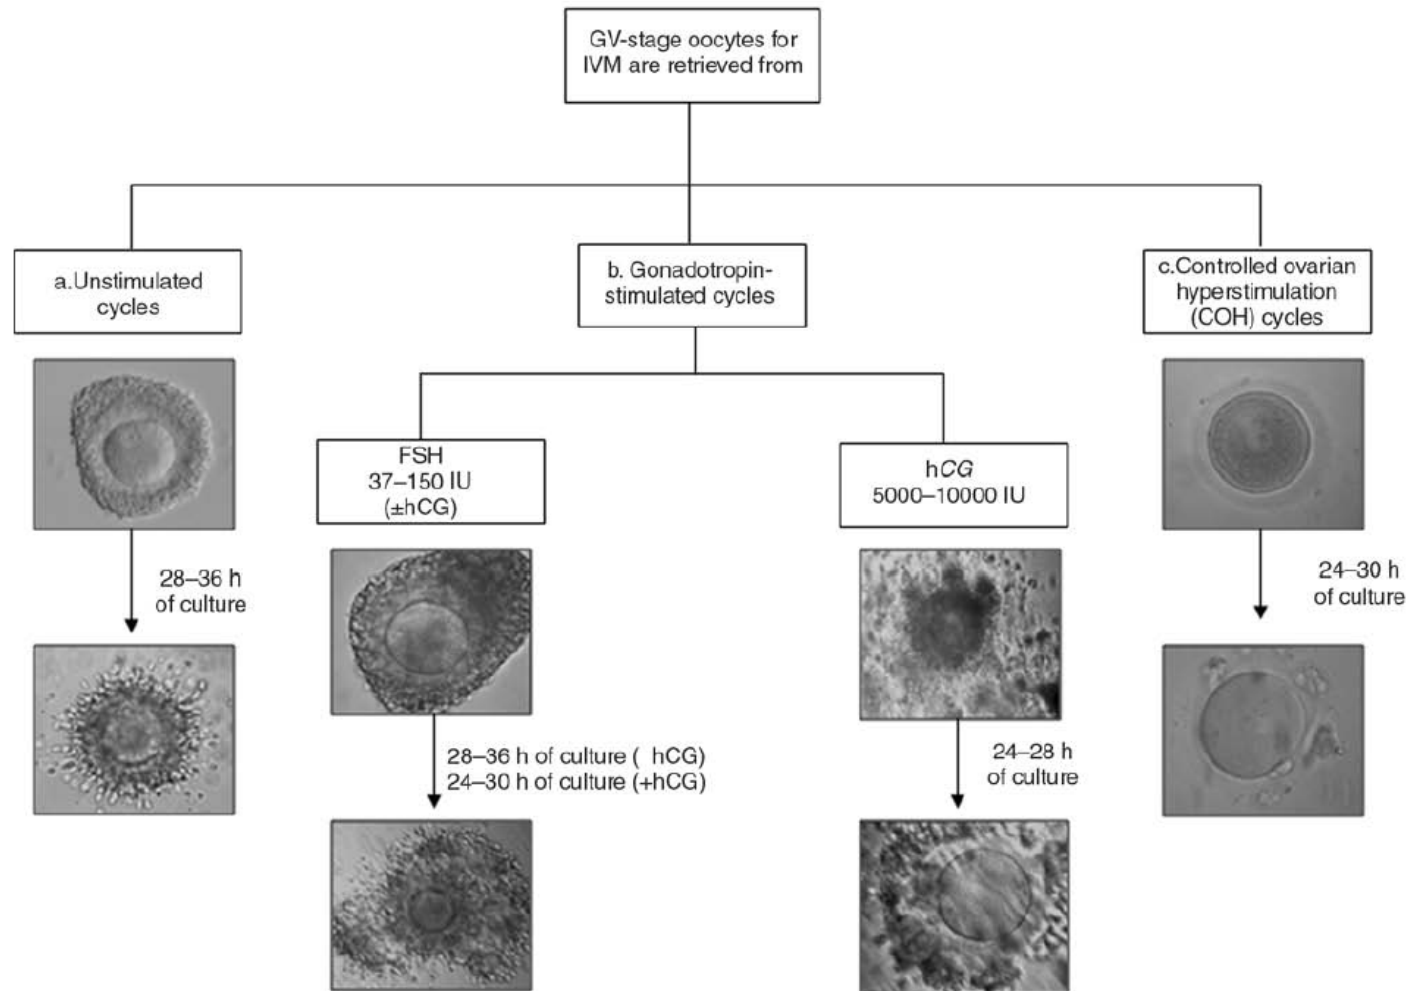 GV-stage oocytes for
IVM are retrieved from
a.Unstimulated
cycles
b. Gonadotropin-
stimulated cycles
c.Controlled ovarian
hyperstimulation
(COH) cycles
FSH
37–150 IU
(±hCG)
hCG
5000–10000 IU
28–36 h
of culture
24–30 h
of culture
28–36 h of culture ( hCG)
24–30 h of culture (+hCG)
24–28 h
of culture